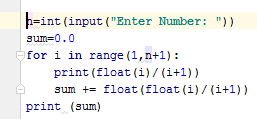 n=int(input("Enter Number: "))
sum=0.0
for i in range(1,n+1):
    print(float(i)/(i+1))
    sum += float(float(i)/(i+1))
print (sum)